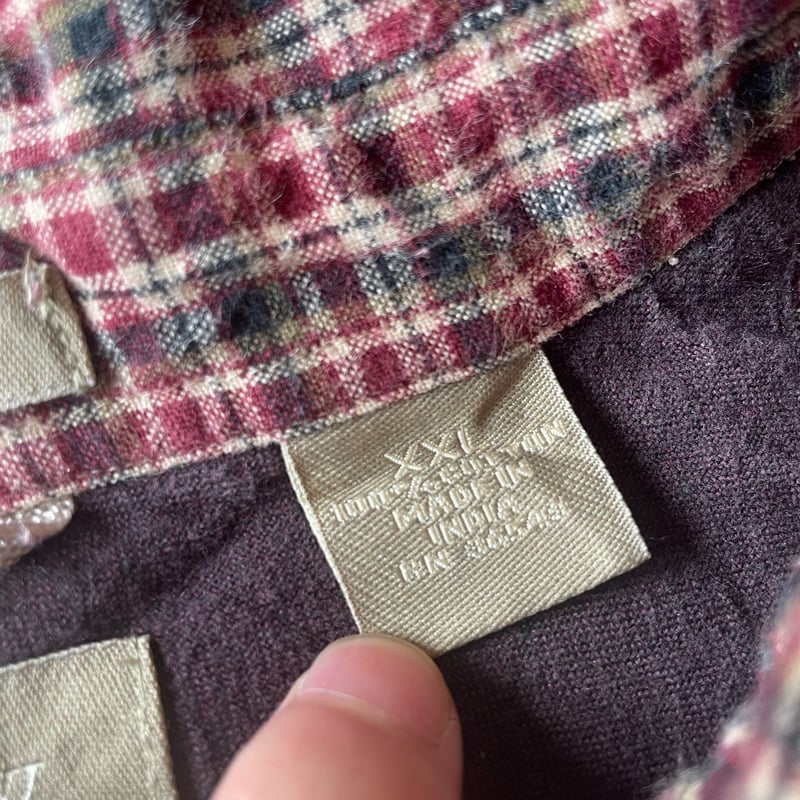 XXL
100% COTTON
MADE IN
INDIA